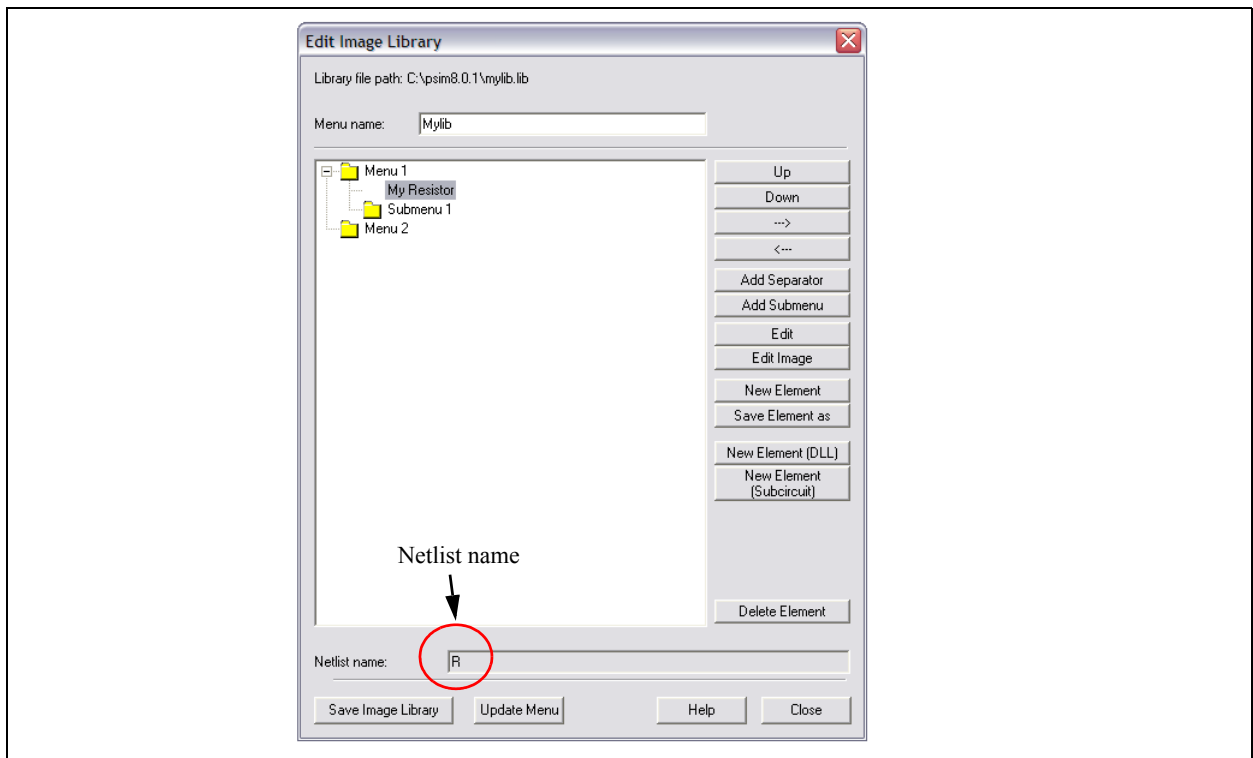 Edit Image Library
Library file path: C:\psim8.0.1\mylib.lib
Menu name: Mylib
Menu 1
My Resistor
Submenu 1
Menu 2
Up
Down
--->
<---
Add Separator
Add Submenu
Edit
Edit Image
New Element
Save Element as
New Element (DLL)
New Element
(Subcircuit)
Netlist name
Delete Element
Netlist name: R
Save Image Library Update Menu Help Close